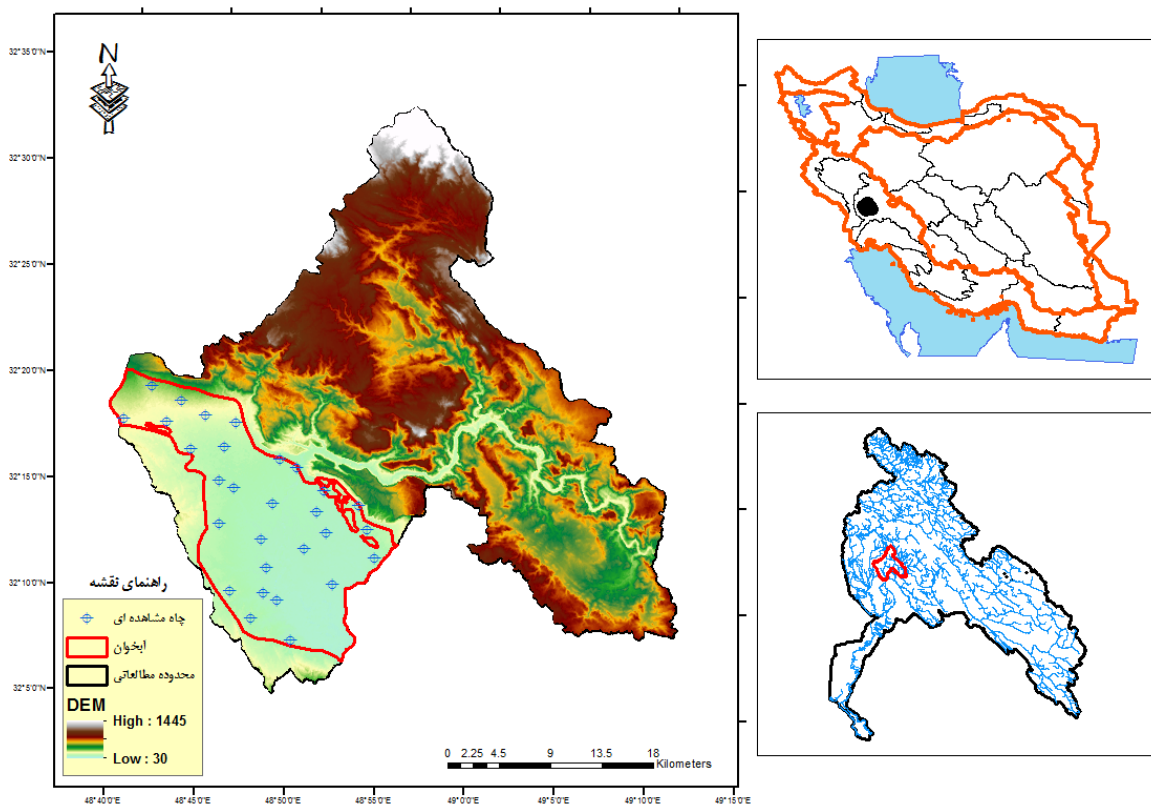 N
32°35'0"N
32°30'0"N
32°25'0"N
32°20'0"N
32°15'0"N
32°10'0"N
32°5'0"N
راهنمای نقشه
چاه مشاهده ای
آبخوان
محدوده مطالعاتی
DEM
High : 1445
Low : 30
0 2.25 4.5 9 13.5 18
Kilometers
48°40'0"E 48°45'0"E 48°50'0"E 48°55'0"E 49°0'0"E 49°5'0"E 49°10'0"E 49°15'0"E